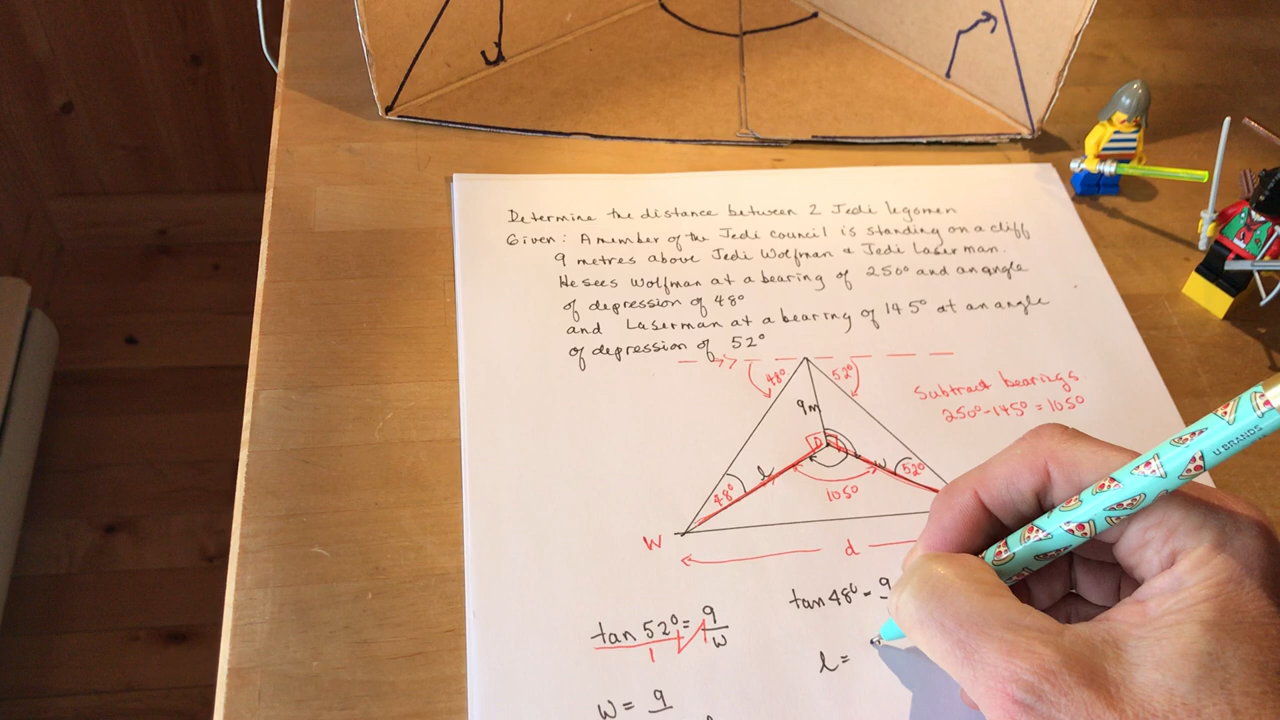 Determine the distance between 2 Jedi legomen
Given: A member of the Jedi council is standing on a cliff
9 metres above Jedi Wolfman & Jedi Laserman.
He sees Wolfman at a bearing of 250° and an angle
of depression of 48°
and Laserman at a bearing of 145° at an angle
of depression of 52°
48° 52°
Subtract bearings
250°-145° = 105°
9m
l w
48° 105° 52°
W
d
tan 52° = 9/w
1
tan 48° = 9
l =
w = 9
U BRANDS